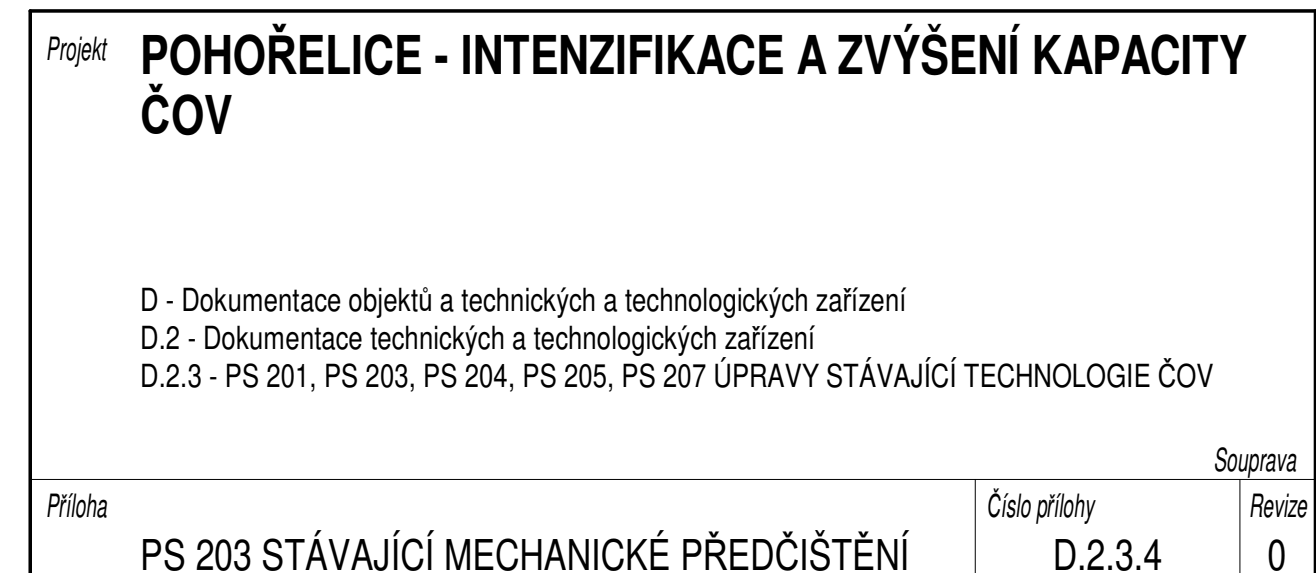 Projekt POHOŘELICE - INTENZIFIKACE A ZVÝŠENÍ KAPACITY
ČOV
D - Dokumentace objektů a technických a technologických zařízení
D.2 - Dokumentace technických a technologických zařízení
D.2.3 - PS 201, PS 203, PS 204, PS 205, PS 207 ÚPRAVY STÁVAJÍCÍ TECHNOLOGIE ČOV
Souprava
Příloha Číslo přílohy Revize
PS 203 STÁVAJÍCÍ MECHANICKÉ PŘEDČIŠTĚNÍ D.2.3.4 0